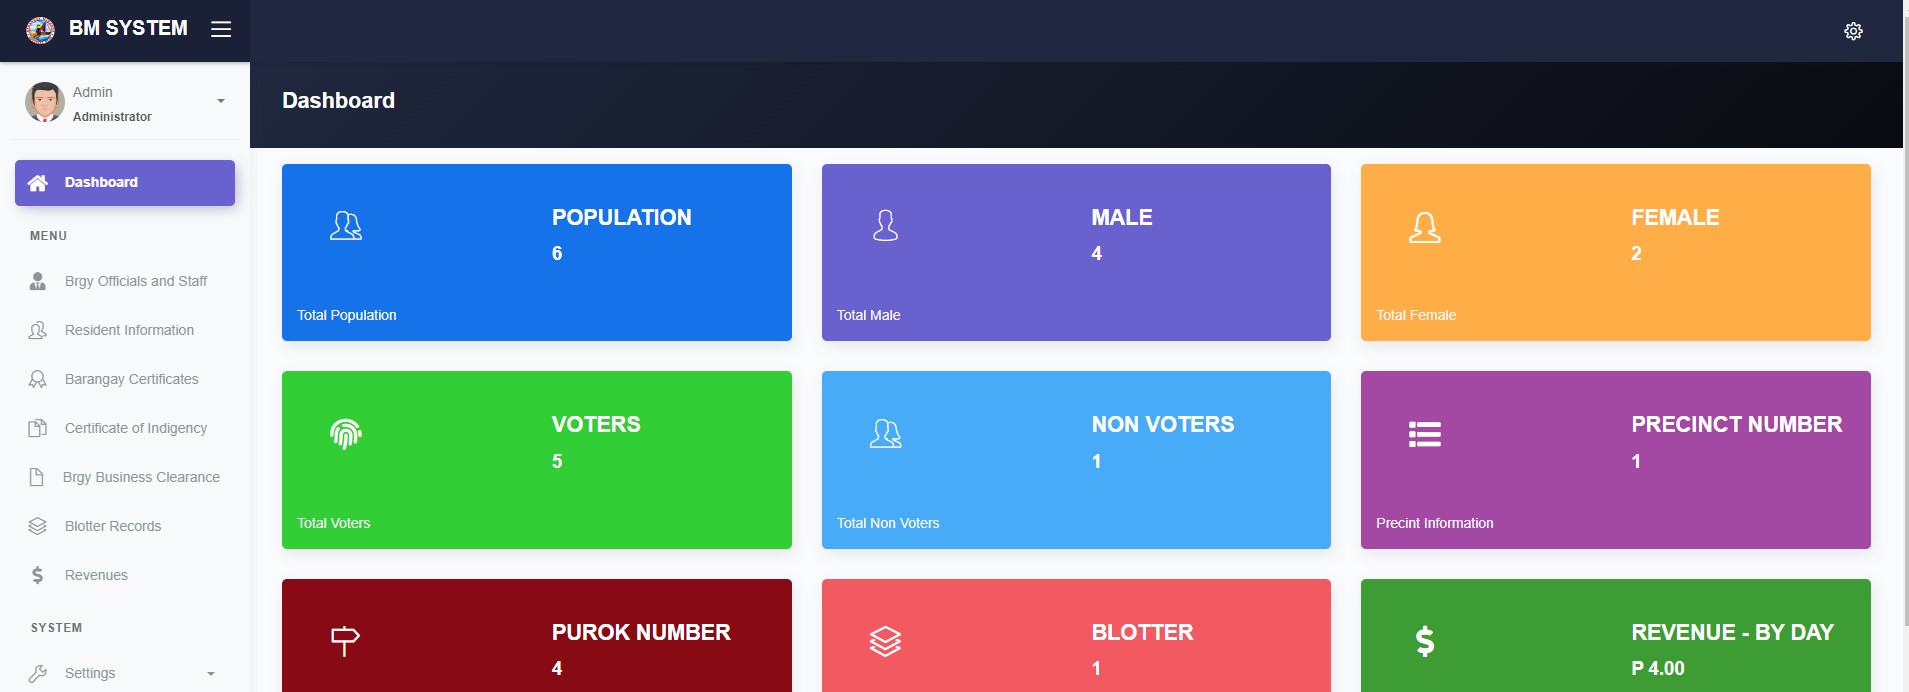 BM SYSTEM
Admin
Administrator
Dashboard
MENU
Brgy Officials and Staff
Resident Information
Barangay Certificates
Certificate of Indigency
Brgy Business Clearance
Blotter Records
Revenues
SYSTEM
Settings
Dashboard
POPULATION
6
Total Population
MALE
4
Total Male
FEMALE
2
Total Female
VOTERS
5
Total Voters
NON VOTERS
1
Total Non Voters
PRECINCT NUMBER
1
Precint Information
PUROK NUMBER
4
BLOTTER
1
REVENUE - BY DAY
P 4.00